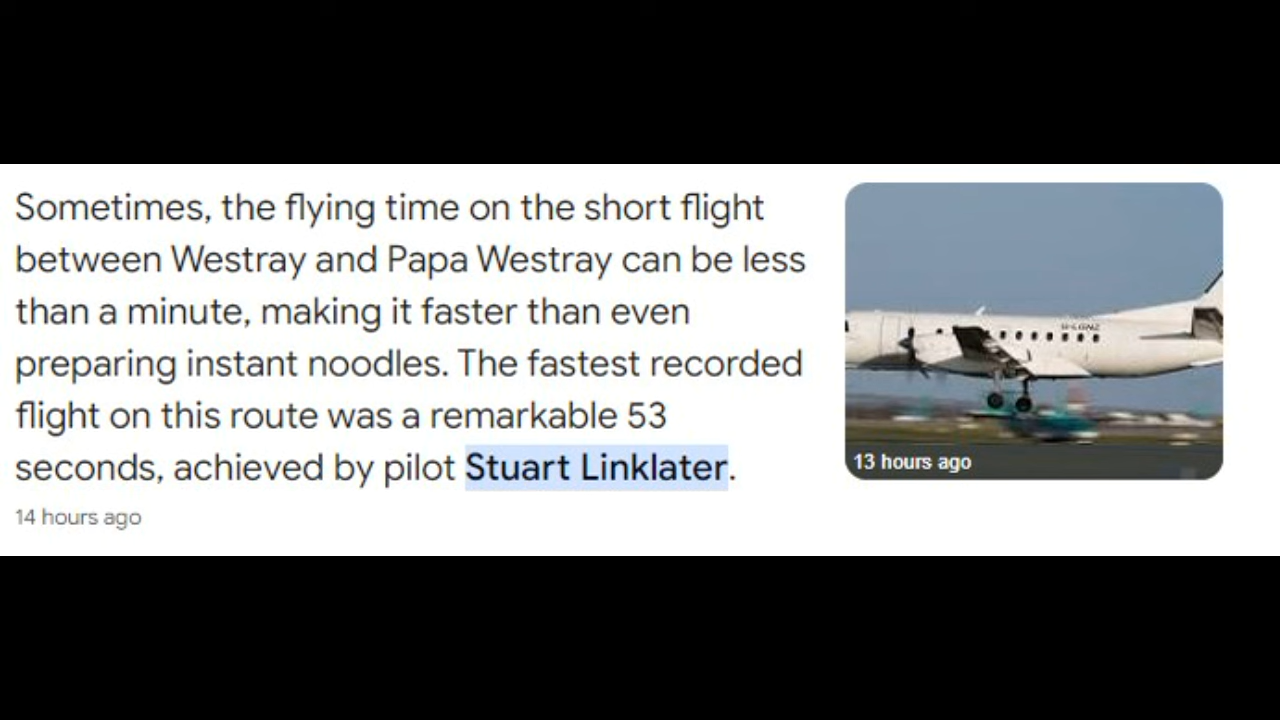 Sometimes, the flying time on the short flight
between Westray and Papa Westray can be less
than a minute, making it faster than even
preparing instant noodles. The fastest recorded
flight on this route was a remarkable 53
seconds, achieved by pilot Stuart Linklater.
14 hours ago
13 hours ago